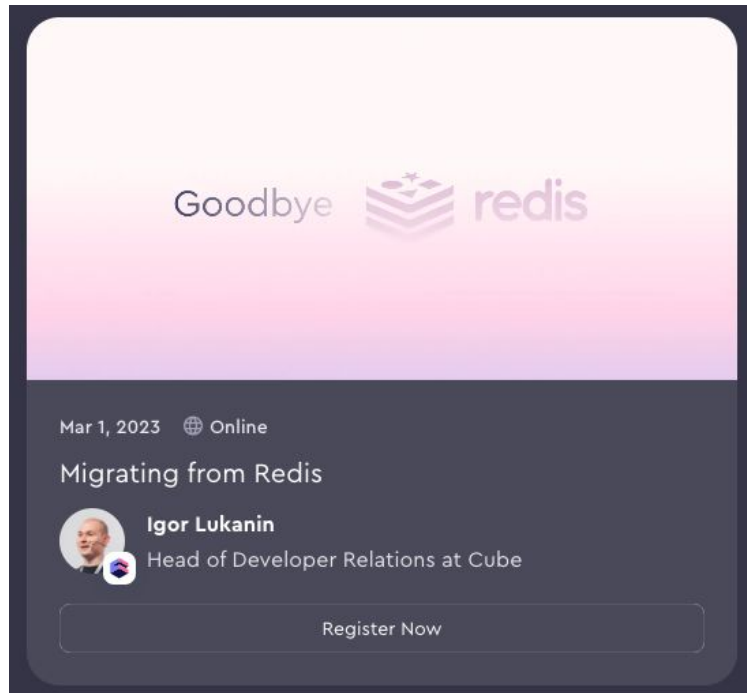 Goodbye redis
Mar 1, 2023 Online
Migrating from Redis
Igor Lukanin
Head of Developer Relations at Cube
Register Now